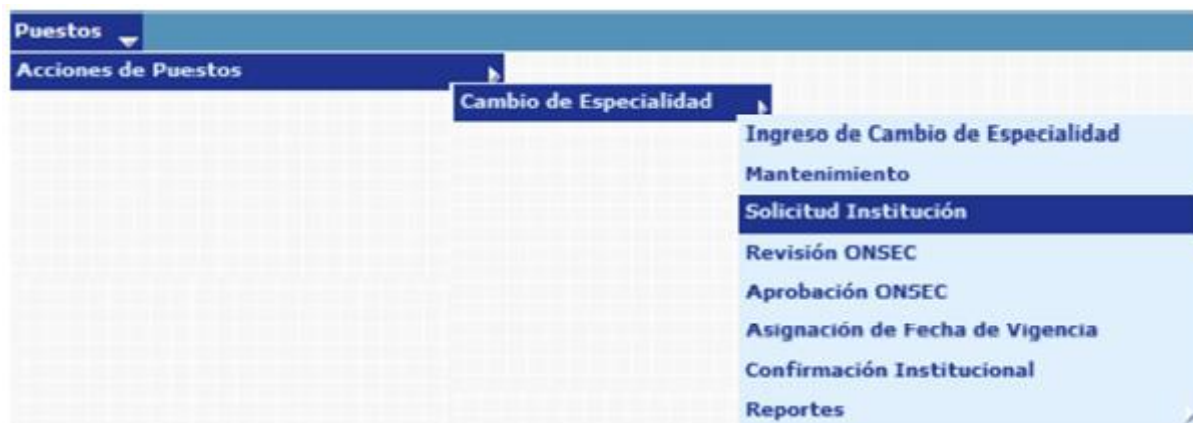 Puestos
Acciones de Puestos
Cambio de Especialidad
Ingreso de Cambio de Especialidad
Mantenimiento
Solicitud Institución
Revisión ONSEC
Aprobación ONSEC
Asignación de Fecha de Vigencia
Confirmación Institucional
Reportes